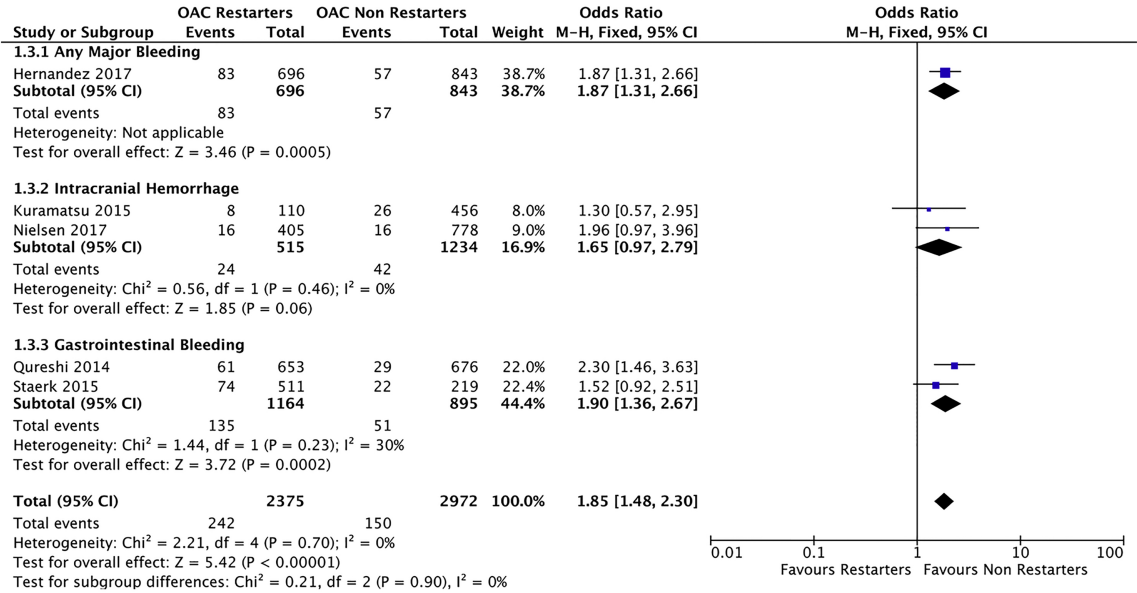 OAC Restarters OAC Non Restarters Odds Ratio Odds Ratio
Study or Subgroup Events Total Events Total Weight M-H, Fixed, 95% CI M-H, Fixed, 95% CI
1.3.1 Any Major Bleeding
Hernandez 2017 83 696 57 843 38.7% 1.87 [1.31, 2.66]
Subtotal (95% CI) 696 843 38.7% 1.87 [1.31, 2.66]
Total events 83 57
Heterogeneity: Not applicable
Test for overall effect: Z = 3.46 (P = 0.0005)
1.3.2 Intracranial Hemorrhage
Kuramatsu 2015 8 110 26 456 8.0% 1.30 [0.57, 2.95]
Nielsen 2017 16 405 16 778 9.0% 1.96 [0.97, 3.96]
Subtotal (95% CI) 515 1234 16.9% 1.65 [0.97, 2.79]
Total events 24 42
Heterogeneity: Chi² = 0.56, df = 1 (P = 0.46); I² = 0%
Test for overall effect: Z = 1.85 (P = 0.06)
1.3.3 Gastrointestinal Bleeding
Qureshi 2014 61 653 29 676 22.0% 2.30 [1.46, 3.63]
Staerk 2015 74 511 22 219 22.4% 1.52 [0.92, 2.51]
Subtotal (95% CI) 1164 895 44.4% 1.90 [1.36, 2.67]
Total events 135 51
Heterogeneity: Chi² = 1.44, df = 1 (P = 0.23); I² = 30%
Test for overall effect: Z = 3.72 (P = 0.0002)
Total (95% CI) 2375 2972 100.0% 1.85 [1.48, 2.30]
Total events 242 150
Heterogeneity: Chi² = 2.21, df = 4 (P = 0.70); I² = 0%
Test for overall effect: Z = 5.42 (P < 0.00001)
Test for subgroup differences: Chi² = 0.21, df = 2 (P = 0.90), I² = 0%
0.01 0.1 1 10 100
Favours Restarters Favours Non Restarters